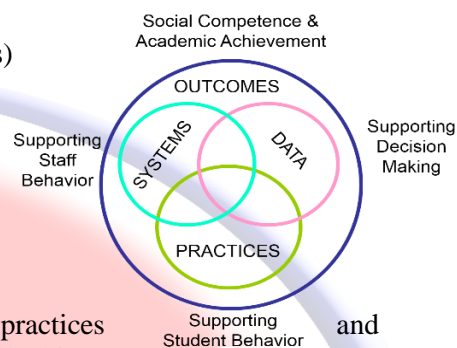 Social Competence &
Academic Achievement
s)
OUTCOMES
Supporting
Staff
Behavior
SYSTEMS
DATA
Supporting
Decision
Making
PRACTICES
practices
Supporting
Student Behavior
and